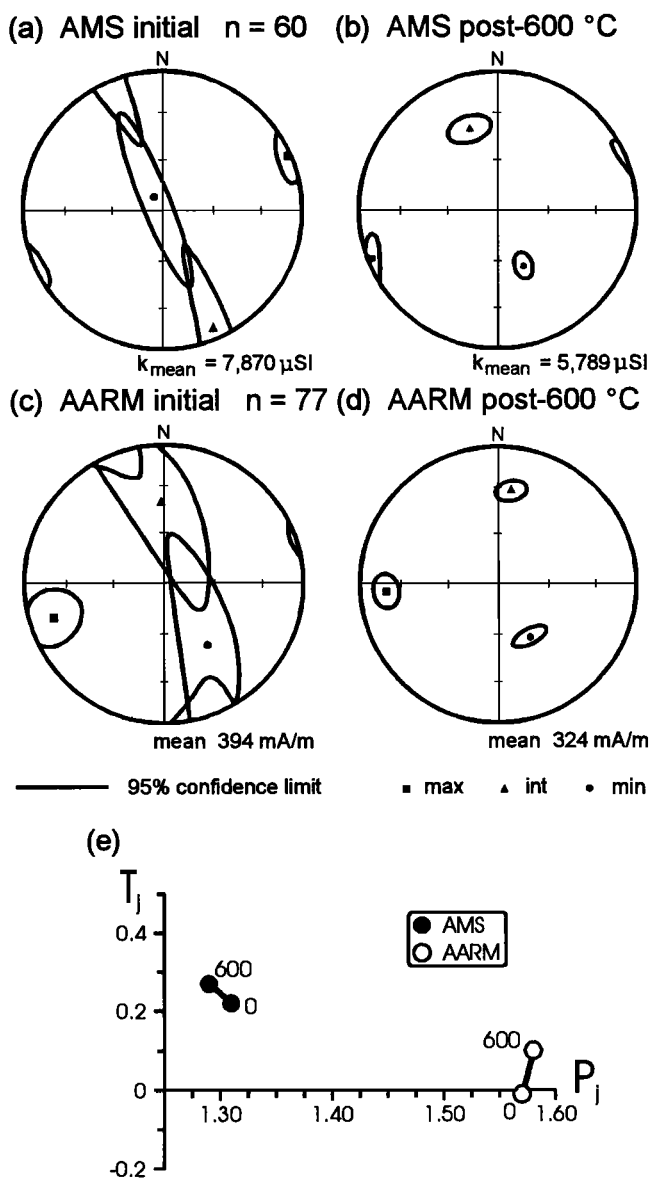 (a) AMS initial n = 60
(b) AMS post-600 °C
N
N
kmean = 7,870 µSI
kmean = 5,789 µSI
(c) AARM initial n = 77
(d) AARM post-600 °C
N
N
mean 394 mA/m
mean 324 mA/m
95% confidence limit
max
int
min
(e)
Tj
0.4
0.2
0
-0.2
600
0
AMS
AARM
600
0
Pj
1.30
1.40
1.50
1.60